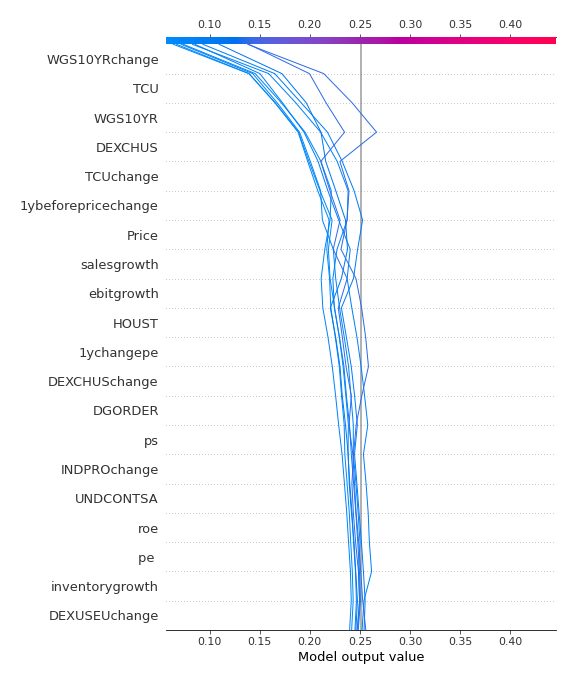 0.10 0.15 0.20 0.25 0.30 0.35 0.40
WGS10YRchange
TCU
WGS10YR
DEXCHUS
TCUchange
1ybeforepricechange
Price
salesgrowth
ebitgrowth
HOUST
1ychangepe
DEXCHUSchange
DGORDER
ps
INDPROchange
UNDCONTSA
roe
pe
inventorygrowth
DEXUSEUchange
0.10 0.15 0.20 0.25 0.30 0.35 0.40
Model output value